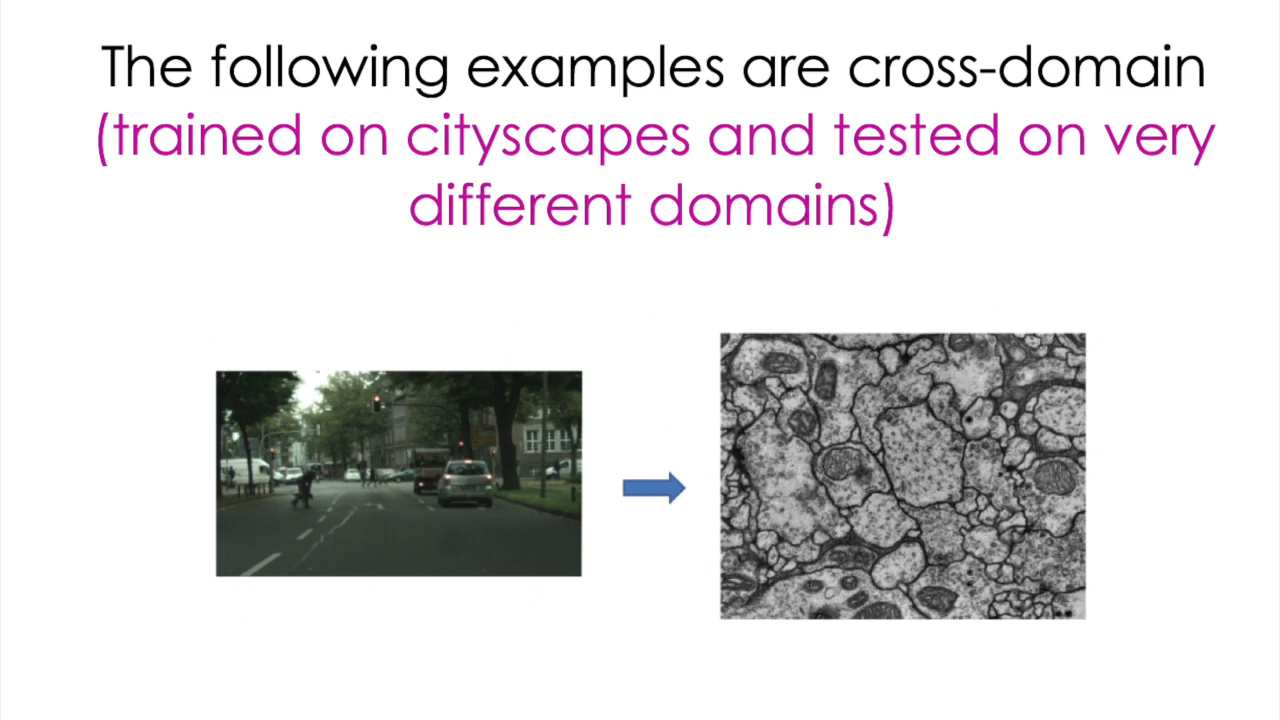 The following examples are cross-domain
(trained on cityscapes and tested on very
different domains)